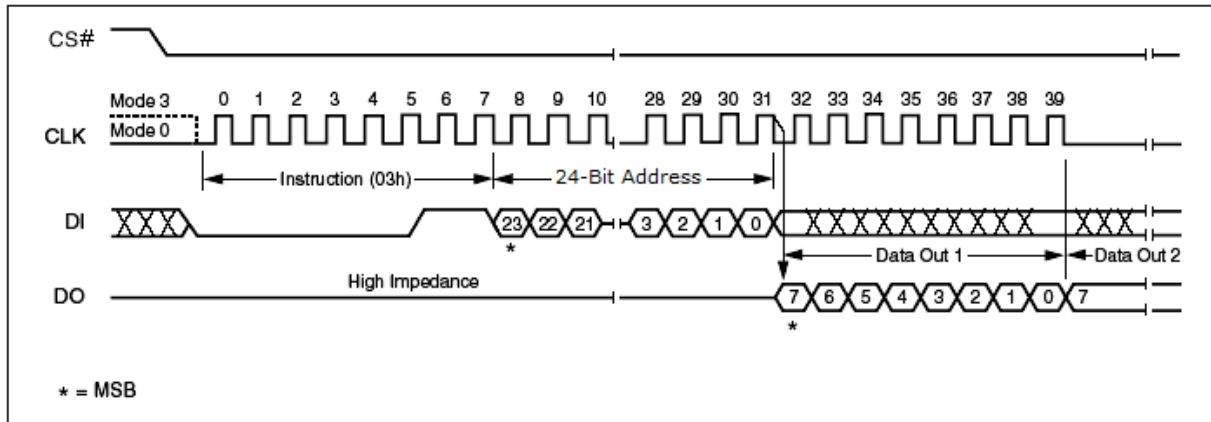 CS#
Mode 3 0 1 2 3 4 5 6 7 8 9 10 28 29 30 31 32 33 34 35 36 37 38 39
CLK Mode 0
Instruction (03h) 24-Bit Address
DI 23 22 21 3 2 1 0
* Data Out 1 Data Out 2
High Impedance
DO 7 6 5 4 3 2 1 0 7
*
* = MSB